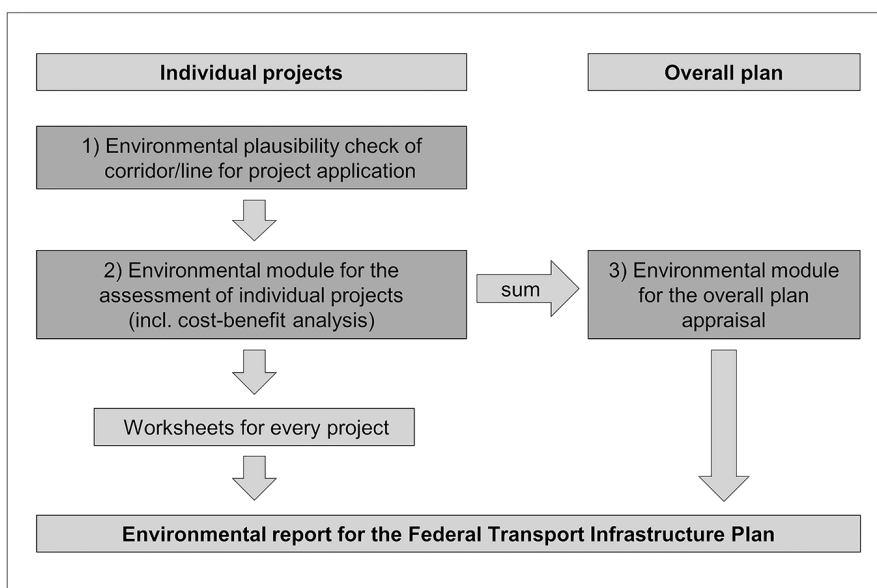 Individual projects
Overall plan
1) Environmental plausibility check of
corridor/line for project application
2) Environmental module for the
assessment of individual projects
(incl. cost-benefit analysis)
sum
3) Environmental module
for the overall plan
appraisal
Worksheets for every project
Environmental report for the Federal Transport Infrastructure Plan